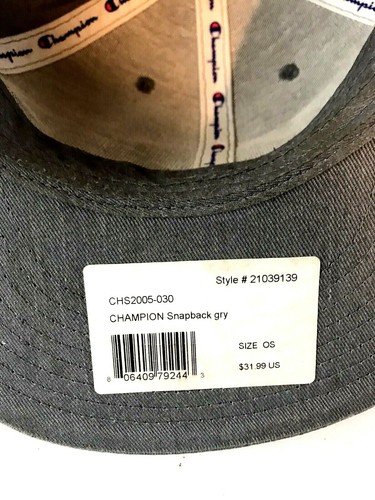 Champion Champion
Champion
Champion
Style # 21039139
CHS2005-030
CHAMPION Snapback gry
SIZE OS
$31.99 US
8 06409 79244 3